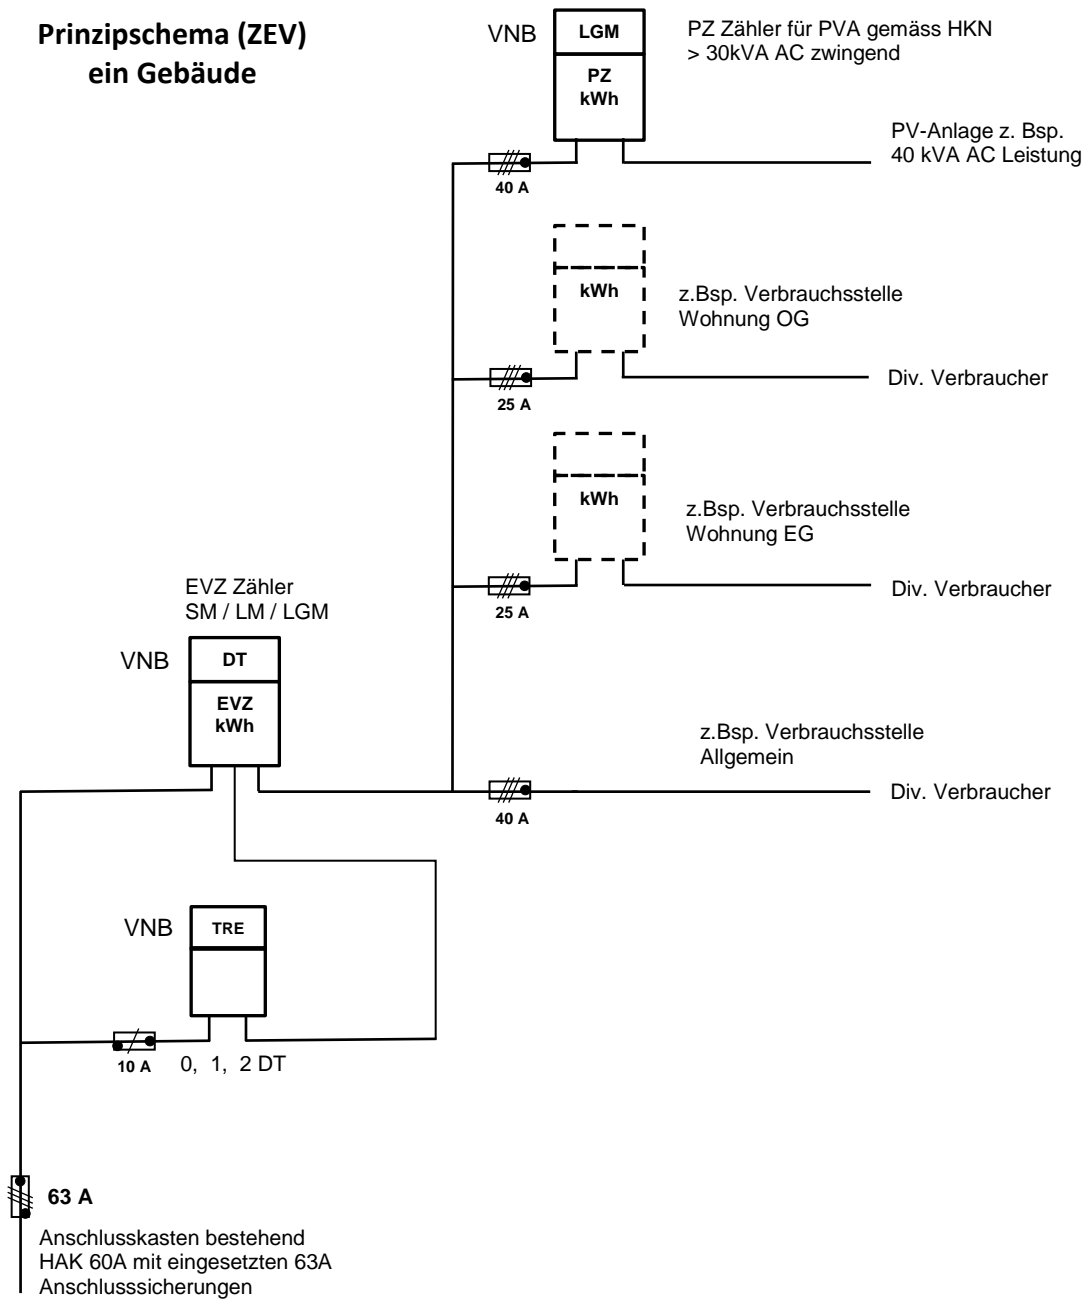 Prinzipschema (ZEV)
ein Gebäude
VNB
LGM
PZ
kWh
PZ Zähler für PVA gemäss HKN
> 30kVA AC zwingend
PV-Anlage z. Bsp.
40 kVA AC Leistung
40 A
kWh
z.Bsp. Verbrauchsstelle
Wohnung OG
Div. Verbraucher
25 A
kWh
z.Bsp. Verbrauchsstelle
Wohnung EG
Div. Verbraucher
25 A
EVZ Zähler
SM / LM / LGM
VNB
DT
EVZ
kWh
z.Bsp. Verbrauchsstelle
Allgemein
Div. Verbraucher
40 A
VNB
TRE
10 A
0, 1, 2 DT
63 A
Anschlusskasten bestehend
HAK 60A mit eingesetzten 63A
Anschlusssicherungen